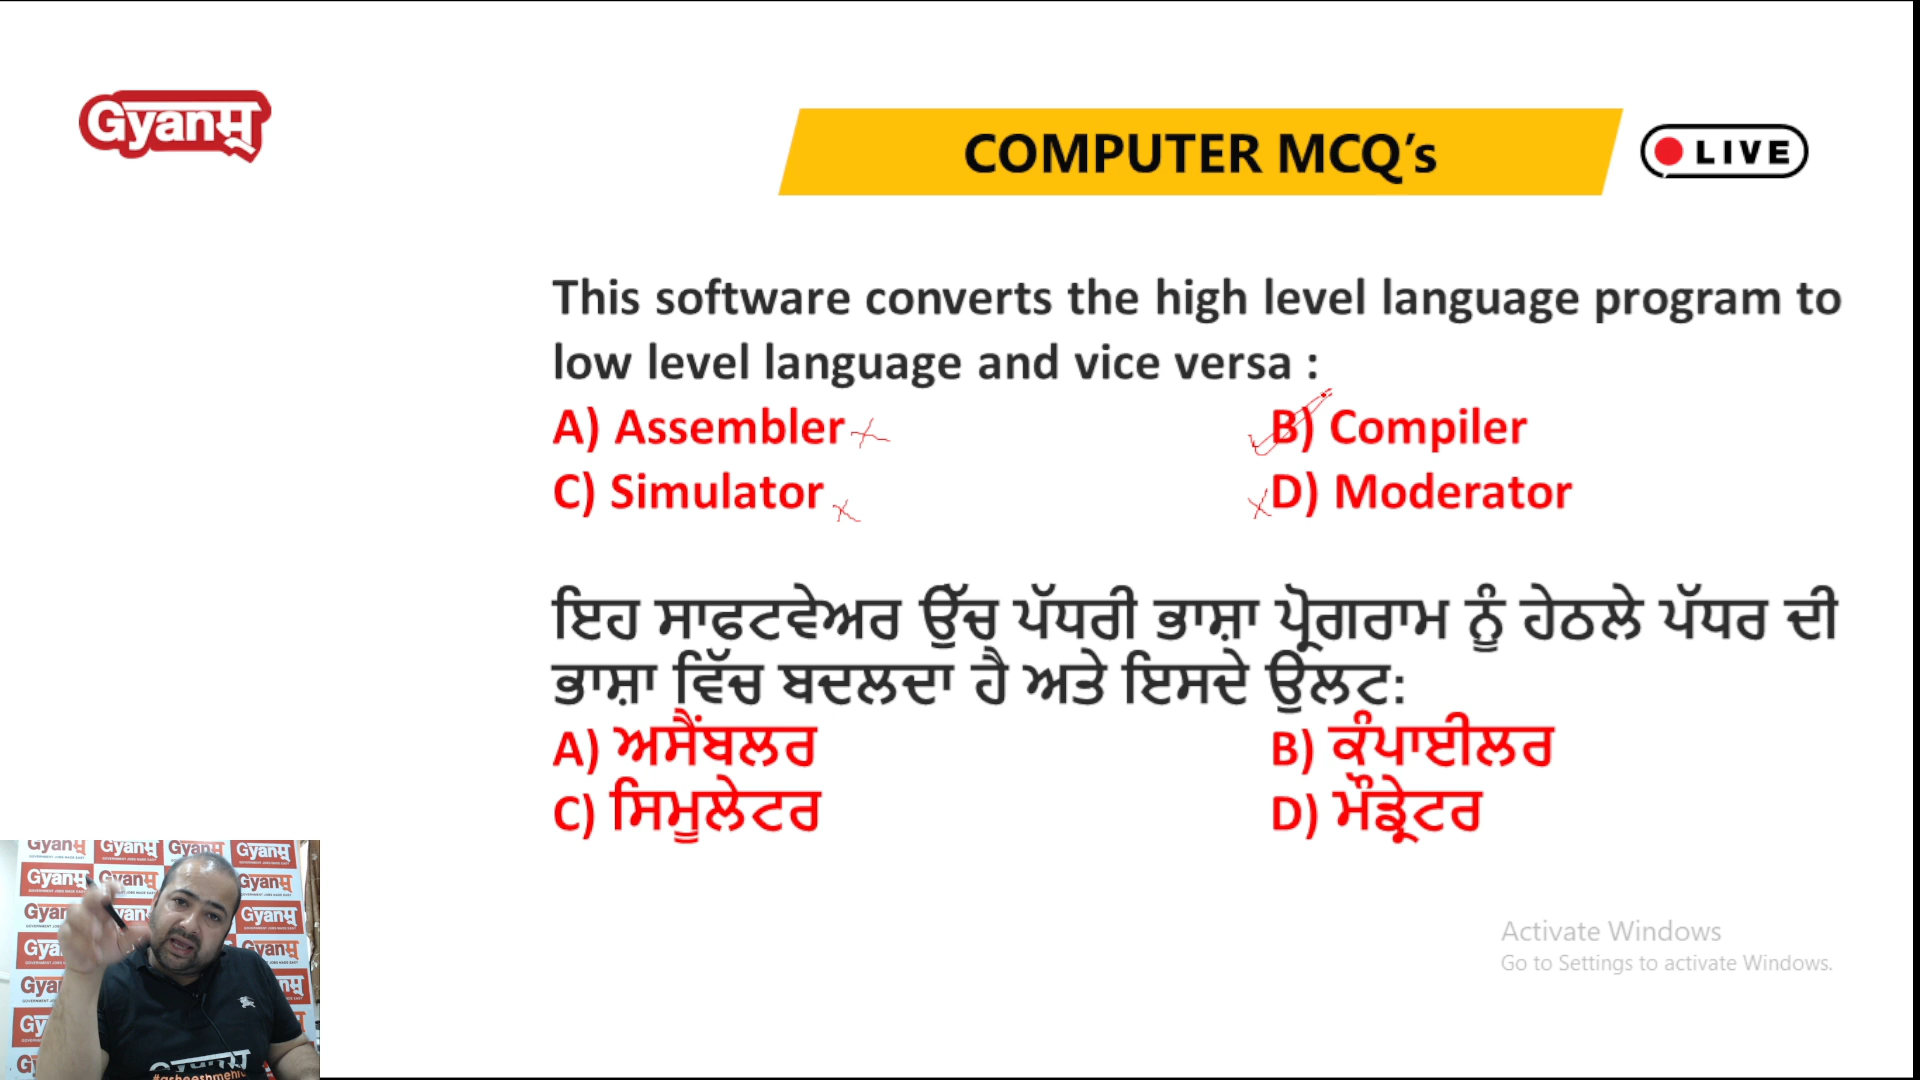 Gyanਸੂ
COMPUTER MCQ’s
LIVE
This software converts the high level language program to
low level language and vice versa :
A) Assembler B) Compiler
C) Simulator D) Moderator
ਇਹ ਸਾਫਟਵੇਅਰ ਉੱਚ ਪੱਧਰੀ ਭਾਸ਼ਾ ਪ੍ਰੋਗਰਾਮ ਨੂੰ ਹੇਠਲੇ ਪੱਧਰ ਦੀ
ਭਾਸ਼ਾ ਵਿੱਚ ਬਦਲਦਾ ਹੈ ਅਤੇ ਇਸਦੇ ਉਲਟ:
A) ਅਸੈਂਬਲਰ B) ਕੰਪਾਈਲਰ
C) ਸਿਮੂਲੇਟਰ D) ਮੌਡ੍ਰੇਟਰ
Activate Windows
Go to Settings to activate Windows.